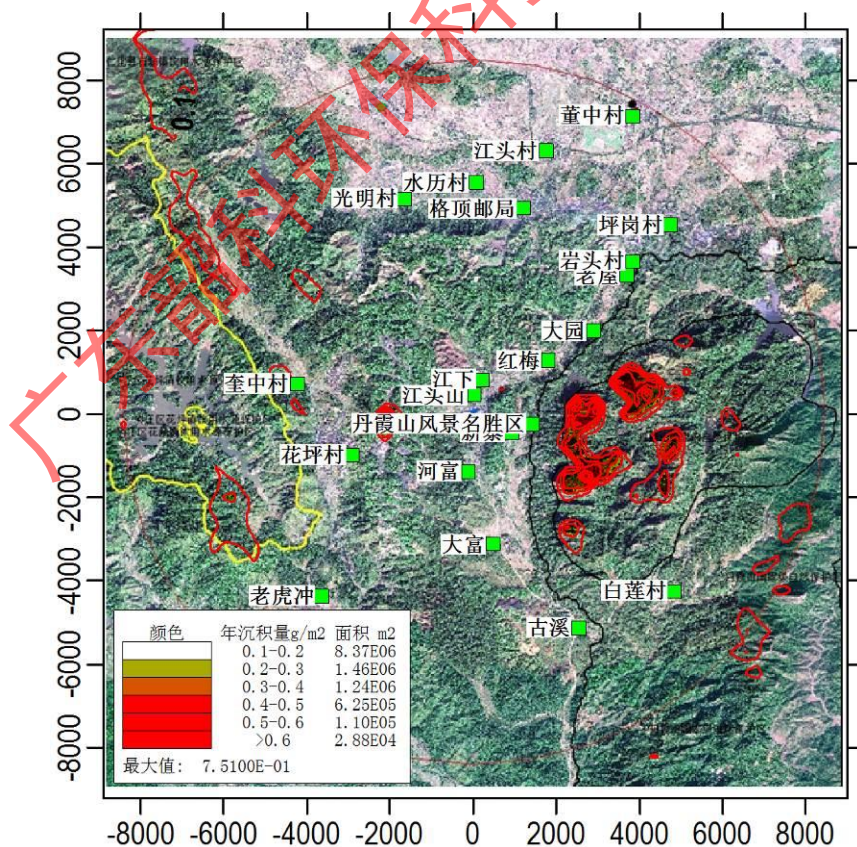 广东韶科环保科
8000
6000
4000
2000
0
-2000
-4000
-6000
-8000
0.1
董中村
江头村
水历村
光明村
格顶邮局
坪岗村
岩头村
老屋
大园
红梅
江下
奎中村
江头山
丹霞山风景名胜区
花坪村
河富
大富
老虎冲
白莲村
古溪
颜色 年沉积量g/m2 面积 m2
0.1-0.2 8.37E06
0.2-0.3 1.46E06
0.3-0.4 1.24E06
0.4-0.5 6.25E05
0.5-0.6 1.10E05
>0.6 2.88E04
最大值: 7.5100E-01
-8000 -6000 -4000 -2000 0 2000 4000 6000 8000